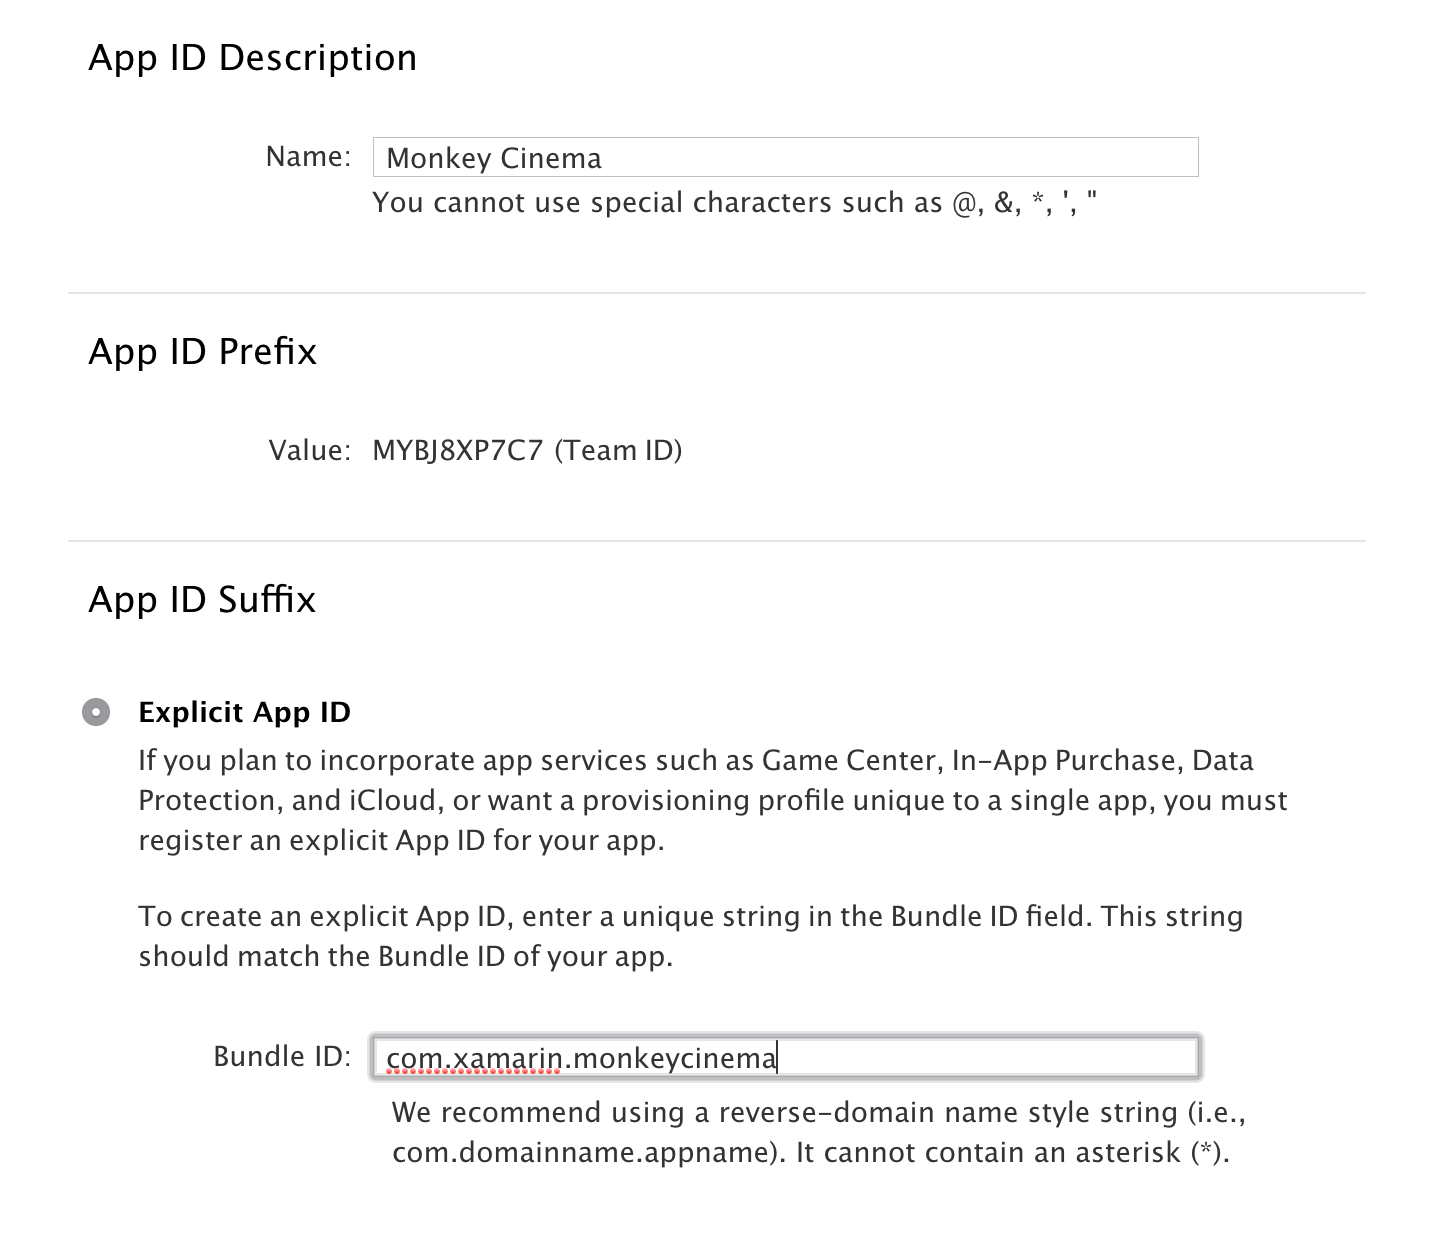 App ID Description
Name: Monkey Cinema
You cannot use special characters such as @, &, *, ', "
App ID Prefix
Value: MYBJ8XP7C7 (Team ID)
App ID Suffix
Explicit App ID
If you plan to incorporate app services such as Game Center, In-App Purchase, Data
Protection, and iCloud, or want a provisioning profile unique to a single app, you must
register an explicit App ID for your app.
To create an explicit App ID, enter a unique string in the Bundle ID field. This string
should match the Bundle ID of your app.
Bundle ID: com.xamarin.monkeycinema
We recommend using a reverse-domain name style string (i.e.,
com.domainname.appname). It cannot contain an asterisk (*).